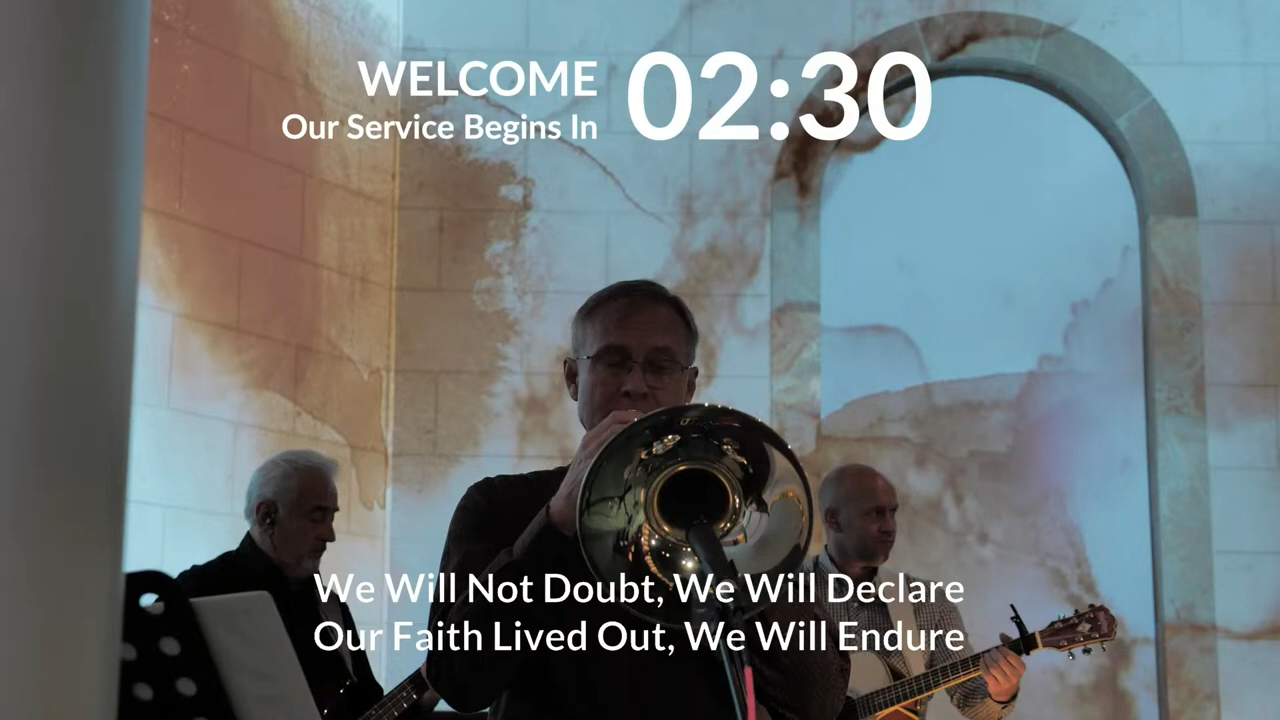 WELCOME
Our Service Begins In
02:30
We Will Not Doubt, We Will Declare
Our Faith Lived Out, We Will Endure